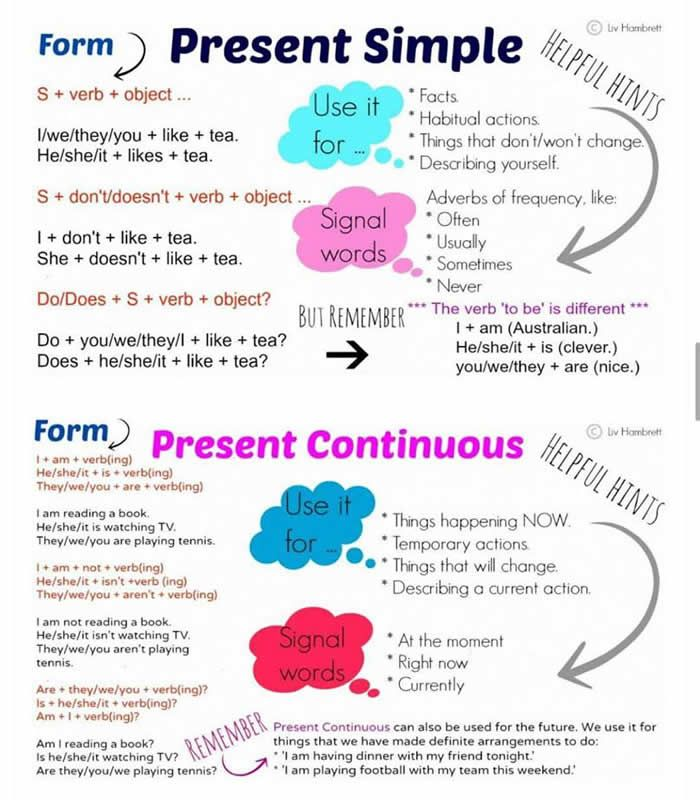 © Liv Hambrett
Form
Present Simple
HELPFUL HINTS
S + verb + object ...
I/we/they/you + like + tea.
He/she/it + likes + tea.
S + don't/doesn't + verb + object ...
I + don't + like + tea.
She + doesn't + like + tea.
Do/Does + S + verb + object?
Do + you/we/they/I + like + tea?
Does + he/she/it + like + tea?
Use it
for ...
* Facts.
* Habitual actions.
* Things that don't/won't change.
* Describing yourself.
Signal
words
Adverbs of frequency, like:
* Often
* Usually
* Sometimes
* Never
BUT REMEMBER
*** The verb 'to be' is different ***
I + am (Australian.)
He/she/it + is (clever.)
you/we/they + are (nice.)
© Liv Hambrett
Form
Present Continuous
HELPFUL HINTS
I + am + verb(ing)
He/she/it + is + verb(ing)
They/we/you + are + verb(ing)
I am reading a book.
He/she/it is watching TV.
They/we/you are playing tennis.
I + am + not + verb(ing)
He/she/it + isn't +verb (ing)
They/we/you + aren't + verb(ing)
I am not reading a book.
He/she/it isn't watching TV.
They/we/you aren't playing
tennis.
Are + they/we/you + verb(ing)?
Is + he/she/it + verb(ing)?
Am + I + verb(ing)?
Am I reading a book?
Is he/she/it watching TV?
Are they/you/we playing tennis?
Use it
for ...
* Things happening NOW.
* Temporary actions.
* Things that will change.
* Describing a current action.
Signal
words
* At the moment
* Right now
* Currently
REMEMBER
Present Continuous can also be used for the future. We use it for
things that we have made definite arrangements to do:
* 'I am having dinner with my friend tonight.'
* 'I am playing football with my team this weekend.'